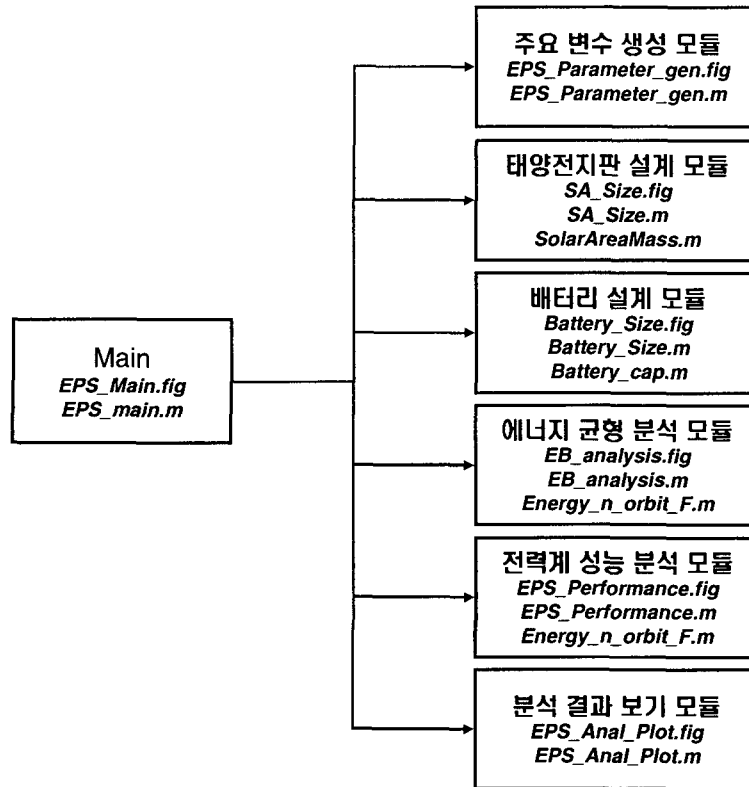 주요 변수 생성 모듈
EPS_Parameter_gen.fig
EPS_Parameter_gen.m
태양전지판 설계 모듈
SA_Size.fig
SA_Size.m
SolarAreaMass.m
배터리 설계 모듈
Battery_Size.fig
Battery_Size.m
Battery_cap.m
Main
EPS_Main.fig
EPS_main.m
에너지 균형 분석 모듈
EB_analysis.fig
EB_analysis.m
Energy_n_orbit_F.m
전력계 성능 분석 모듈
EPS_Performance.fig
EPS_Performance.m
Energy_n_orbit_F.m
분석 결과 보기 모듈
EPS_Anal_Plot.fig
EPS_Anal_Plot.m